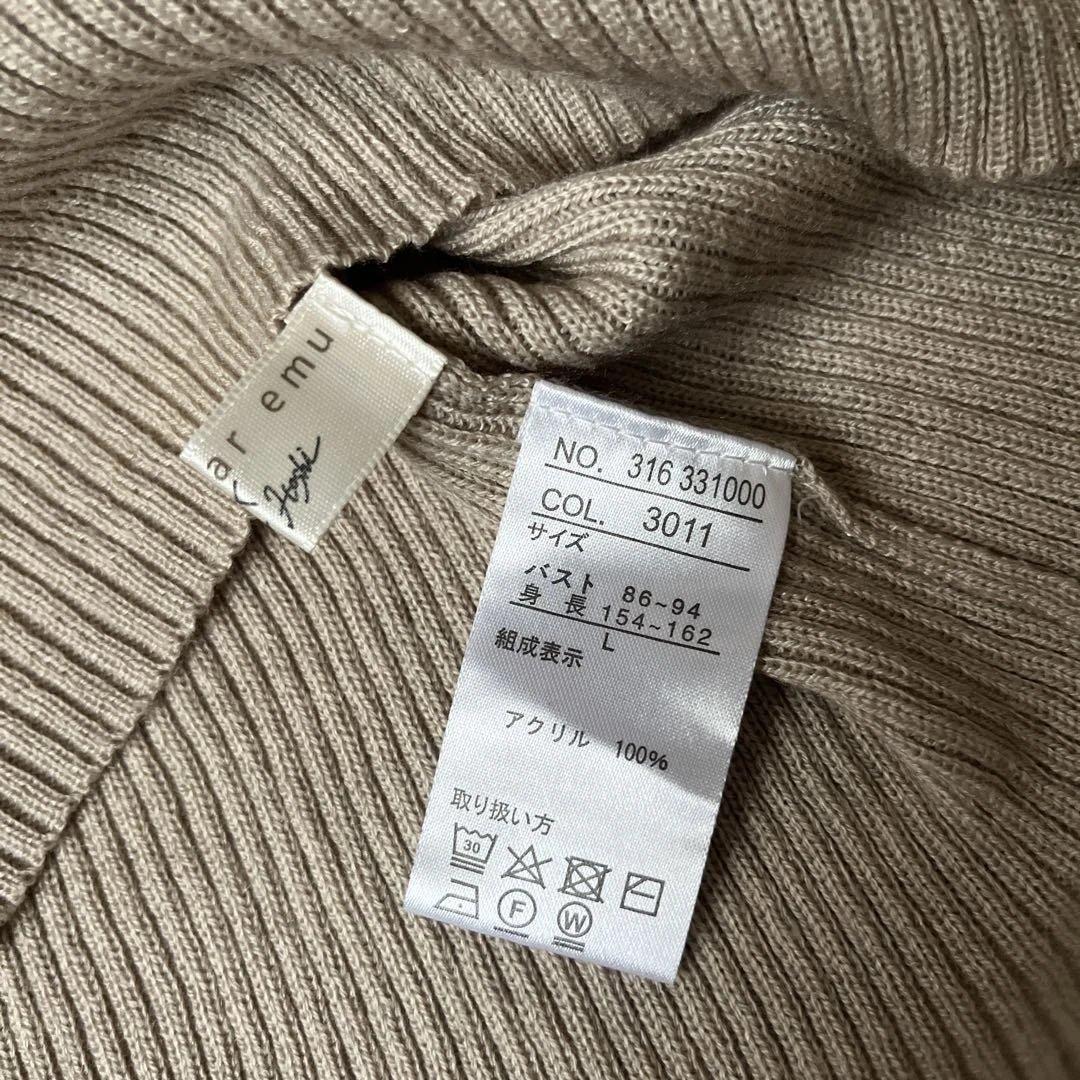 ar emu
NO. 316 331000
COL. 3011
サイズ
バスト 86~94
身長 154~162
L
組成表示
アクリル 100%
取り扱い方
30
F
W